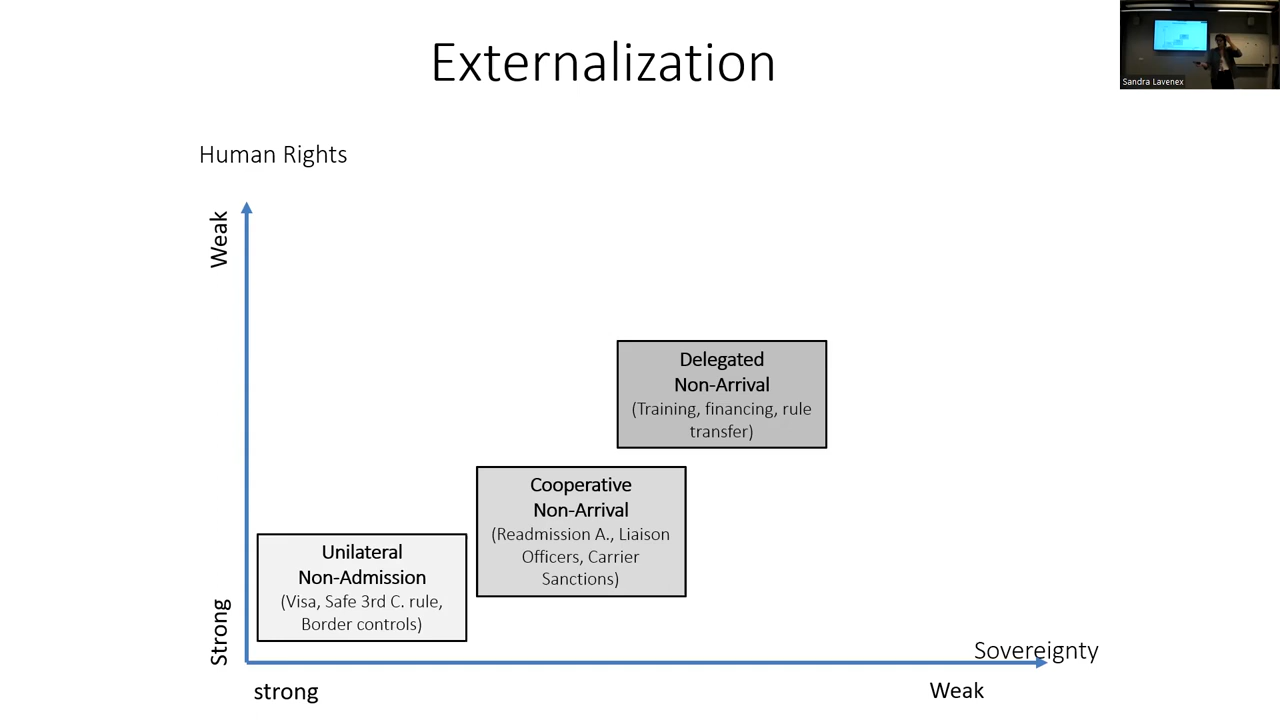 Externalization
Sandra Lavenex
Human Rights
Weak
Delegated
Non-Arrival
(Training, financing, rule
transfer)
Cooperative
Non-Arrival
(Readmission A., Liaison
Officers, Carrier
Sanctions)
Unilateral
Non-Admission
(Visa, Safe 3rd C. rule,
Border controls)
Strong
Sovereignty
strong
Weak